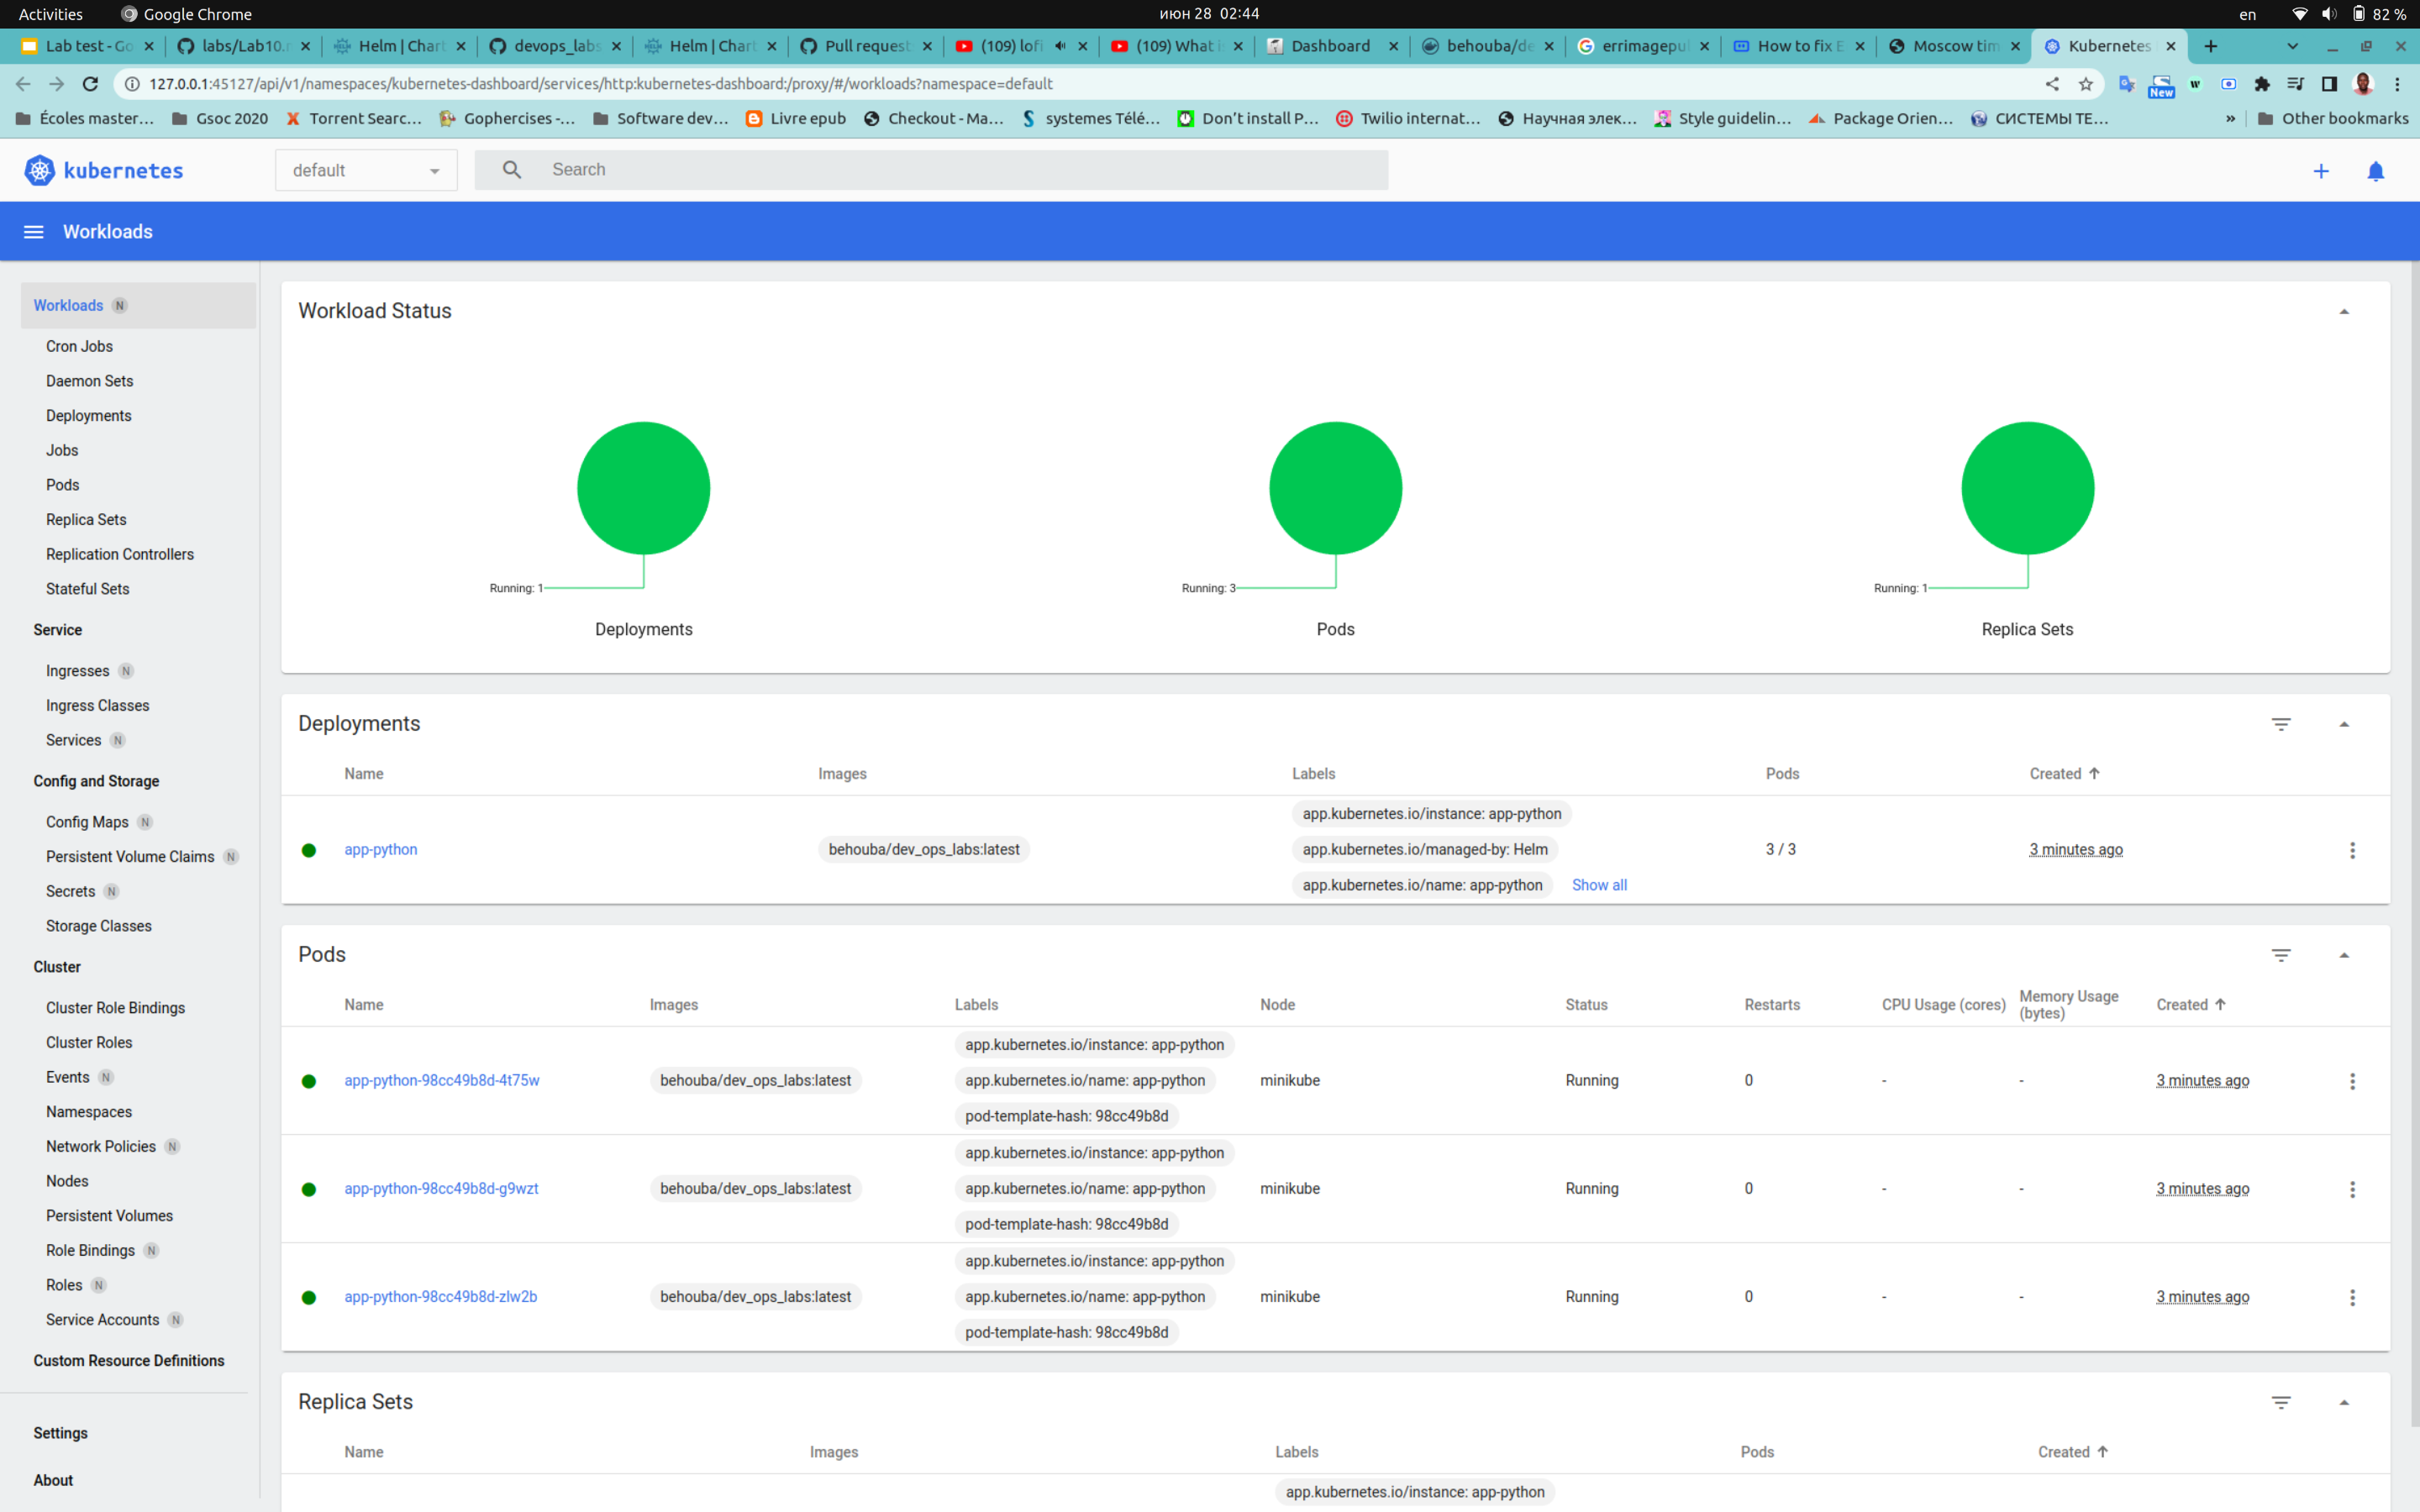 Activities Google Chrome июн 28 02:44 en 82 %
Lab test - Go labs/Lab10. Helm | Chart devops_labs Helm | Chart Pull request (109) lofi (109) What i Dashboard behouba/de errimagepul How to fix E Moscow tim Kubernetes
127.0.0.1:45127/api/v1/namespaces/kubernetes-dashboard/services/http:kubernetes-dashboard:/proxy/#/workloads?namespace=default New
Écoles master... Gsoc 2020 Torrent Searc... Gophercises -... Software dev... Livre epub Checkout - Ma... systemes Télé... Don't install P... Twilio internat... Научная элек... Style guidelin... Package Orien... СИСТЕМЫ ТЕ... » Other bookmarks
kubernetes default Search
Workloads
Workloads N
Cron Jobs
Daemon Sets
Deployments
Jobs
Pods
Replica Sets
Replication Controllers
Stateful Sets
Service
Ingresses N
Ingress Classes
Services N
Config and Storage
Config Maps N
Persistent Volume Claims N
Secrets N
Storage Classes
Cluster
Cluster Role Bindings
Cluster Roles
Events N
Namespaces
Network Policies N
Nodes
Persistent Volumes
Role Bindings N
Roles N
Service Accounts N
Custom Resource Definitions
Settings
About
Workload Status
Running: 1 Running: 3 Running: 1
Deployments Pods Replica Sets
Deployments
Name Images Labels Pods Created
app.kubernetes.io/instance: app-python
app-python behouba/dev_ops_labs:latest app.kubernetes.io/managed-by: Helm 3 / 3 3 minutes ago
app.kubernetes.io/name: app-python Show all
Pods
Name Images Labels Node Status Restarts CPU Usage (cores) Memory Usage (bytes) Created
app.kubernetes.io/instance: app-python
app-python-98cc49b8d-4t75w behouba/dev_ops_labs:latest app.kubernetes.io/name: app-python minikube Running 0 - - 3 minutes ago
pod-template-hash: 98cc49b8d
app.kubernetes.io/instance: app-python
app-python-98cc49b8d-g9wzt behouba/dev_ops_labs:latest app.kubernetes.io/name: app-python minikube Running 0 - - 3 minutes ago
pod-template-hash: 98cc49b8d
app.kubernetes.io/instance: app-python
app-python-98cc49b8d-zlw2b behouba/dev_ops_labs:latest app.kubernetes.io/name: app-python minikube Running 0 - - 3 minutes ago
pod-template-hash: 98cc49b8d
Replica Sets
Name Images Labels Pods Created
app.kubernetes.io/instance: app-python